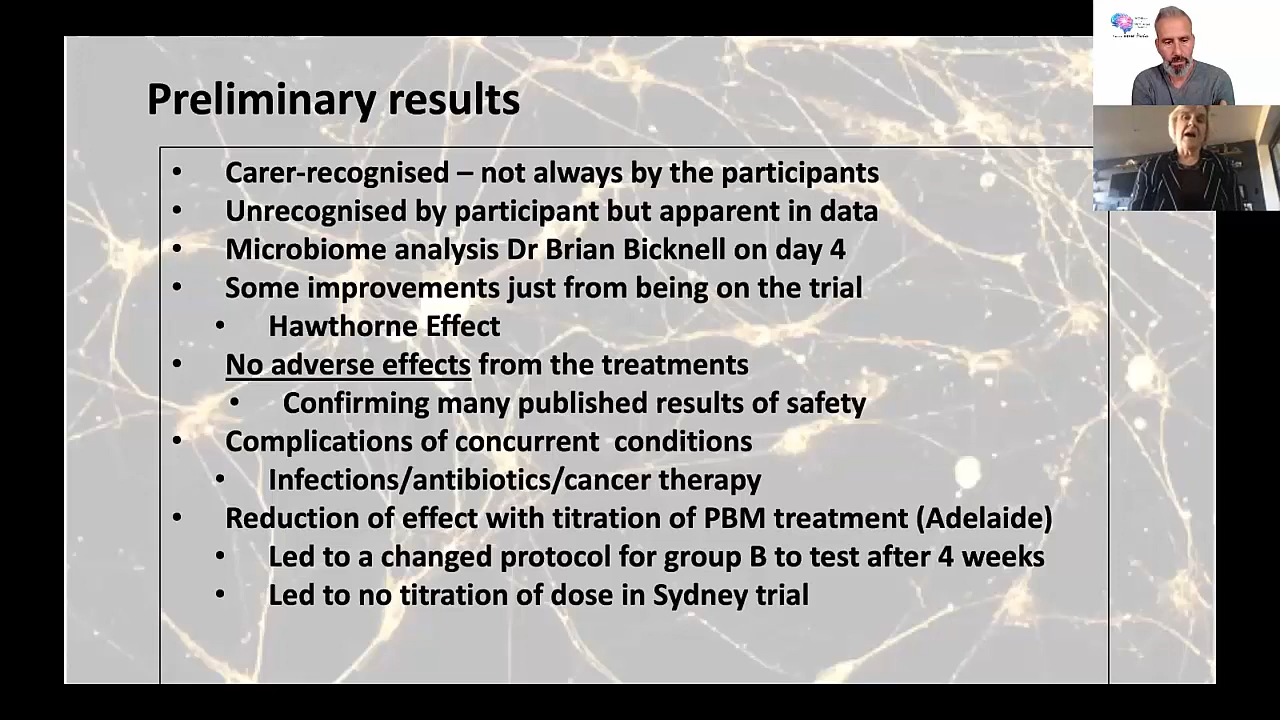 Preliminary results
• Carer-recognised – not always by the participants
• Unrecognised by participant but apparent in data
• Microbiome analysis Dr Brian Bicknell on day 4
• Some improvements just from being on the trial
• Hawthorne Effect
• No adverse effects from the treatments
• Confirming many published results of safety
• Complications of concurrent  conditions
• Infections/antibiotics/cancer therapy
• Reduction of effect with titration of PBM treatment (Adelaide)
• Led to a changed protocol for group B to test after 4 weeks
• Led to no titration of dose in Sydney trial